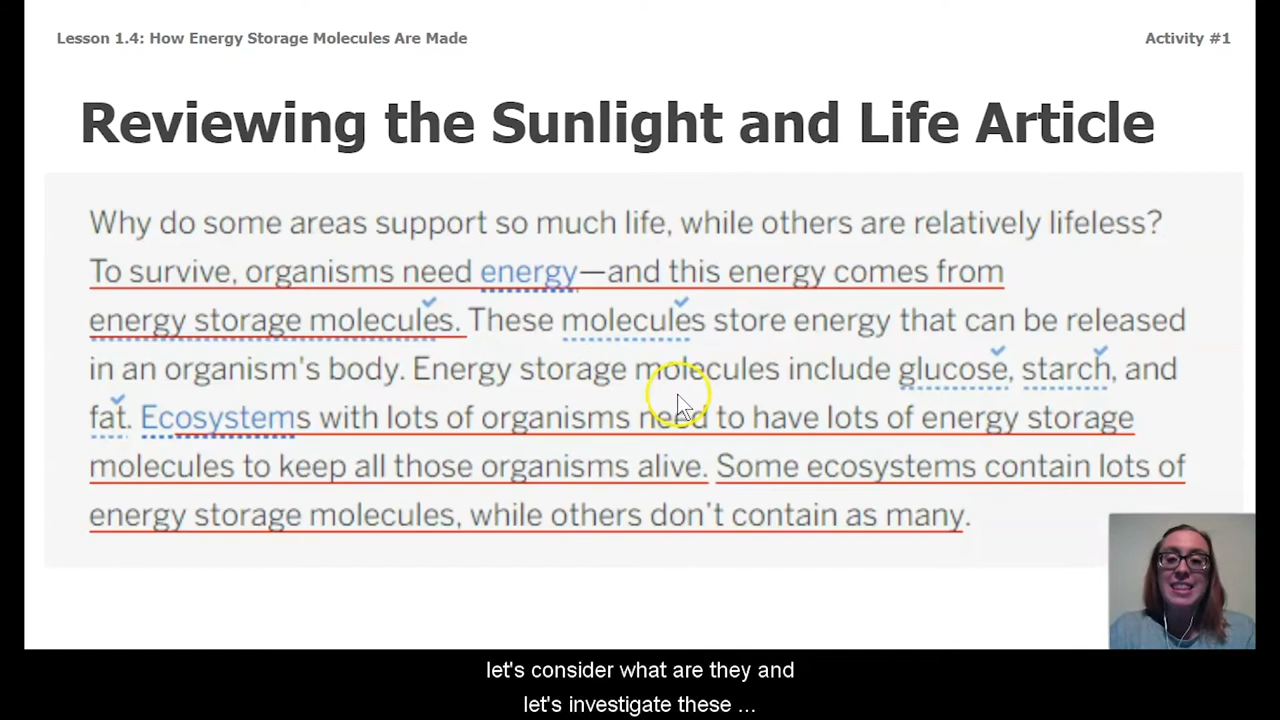 Lesson 1.4: How Energy Storage Molecules Are Made
Activity #1
Reviewing the Sunlight and Life Article
Why do some areas support so much life, while others are relatively lifeless?
To survive, organisms need energy—and this energy comes from
energy storage molecules. These molecules store energy that can be released
in an organism's body. Energy storage molecules include glucose, starch, and
fat. Ecosystems with lots of organisms need to have lots of energy storage
molecules to keep all those organisms alive. Some ecosystems contain lots of
energy storage molecules, while others don't contain as many.
let's consider what are they and
let's investigate these ...